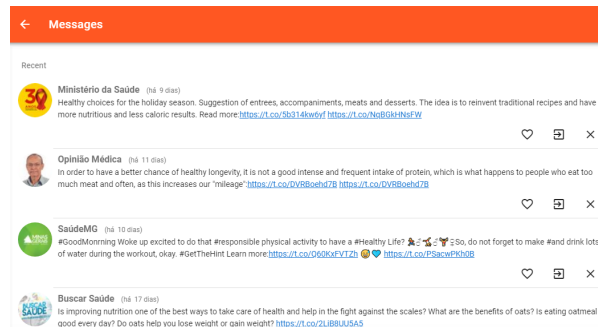 Messages
Recent
Ministério da Saúde (há 9 dias)
Healthy choices for the holiday season. Suggestion of entrees, accompaniments, meats and desserts. The idea is to reinvent traditional recipes and have
more nutritious and less caloric results. Read more:https://t.co/5b314kw6yf https://t.co/NqBGkHNsFW
Opinião Médica (há 11 dias)
In order to have a better chance of healthy longevity, it is not a good intense and frequent intake of protein, which is what happens to people who eat too
much meat and often, as this increases our "mileage":https://t.co/DVRBoehd7B https://t.co/DVRBoehd7B
SaúdeMG (há 10 dias)
#GoodMonrning Woke up excited to do that #responsible physical activity to have a #Healthy LIfe? So, do not forget to make #and drink lots
of water during the workout, okay. #GetTheHint Learn more:https://t.co/Q60KxFVTZh https://t.co/PSacwPKh0B
Buscar Saúde (há 17 dias)
Is improving nutrition one of the best ways to take care of health and help in the fight against the scales? What are the benefits of oats? Is eating oatmeal
good every day? Do oats help you lose weight or gain weight? https://t.co/2LjB8UU5A5